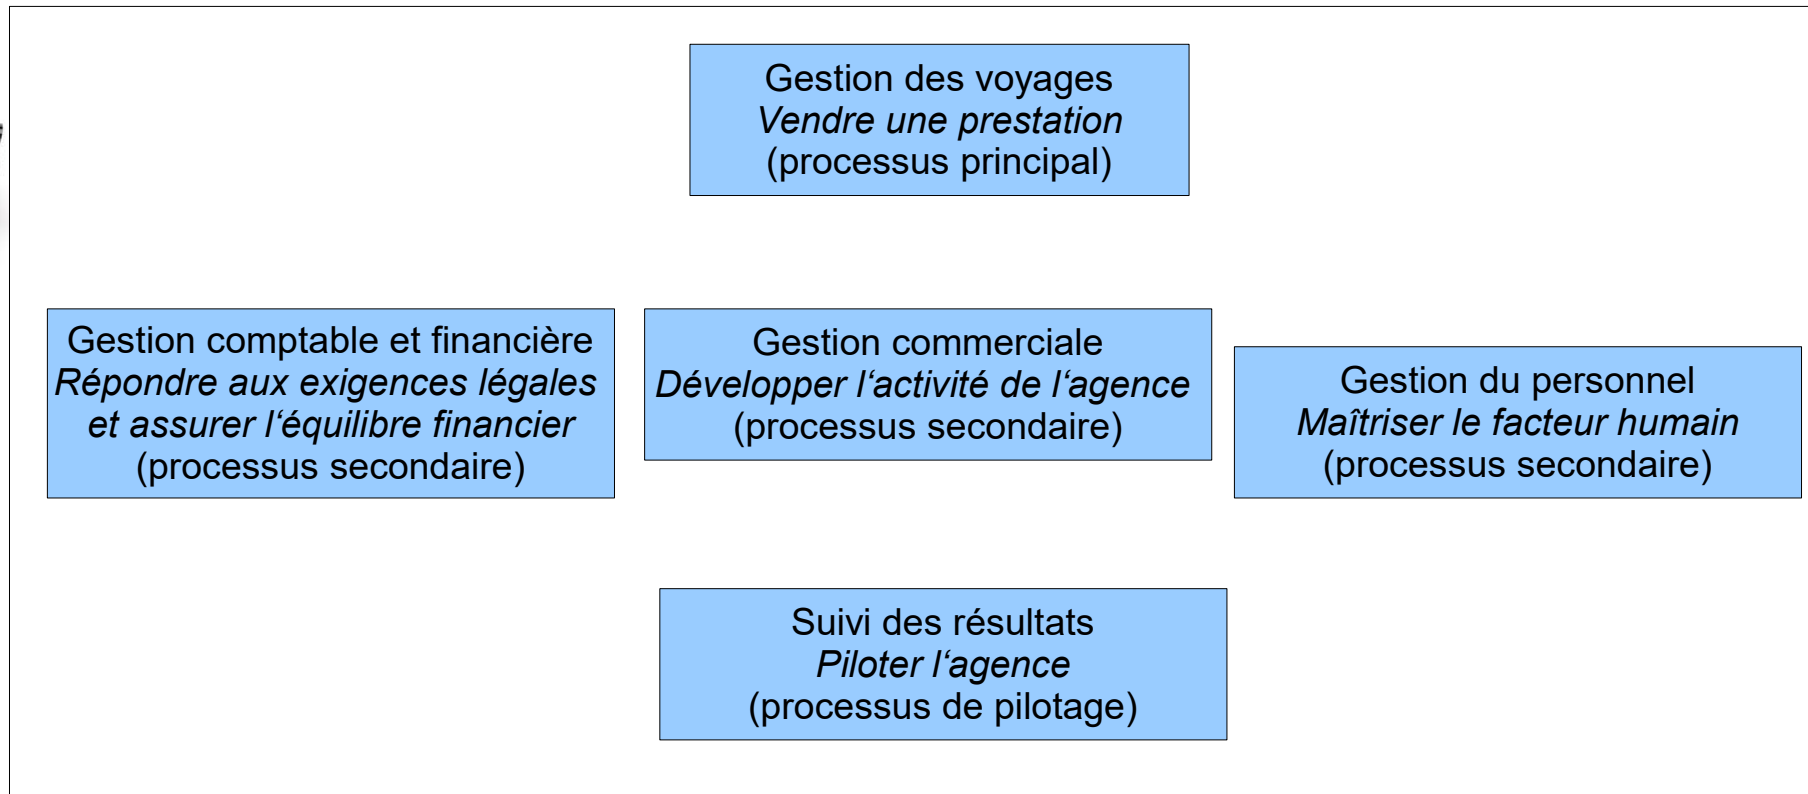 Gestion des voyages
Vendre une prestation
(processus principal)
Gestion comptable et financière
Répondre aux exigences légales
et assurer l‘équilibre financier
(processus secondaire)
Gestion commerciale
Développer l‘activité de l‘agence
(processus secondaire)
Gestion du personnel
Maîtriser le facteur humain
(processus secondaire)
Suivi des résultats
Piloter l‘agence
(processus de pilotage)